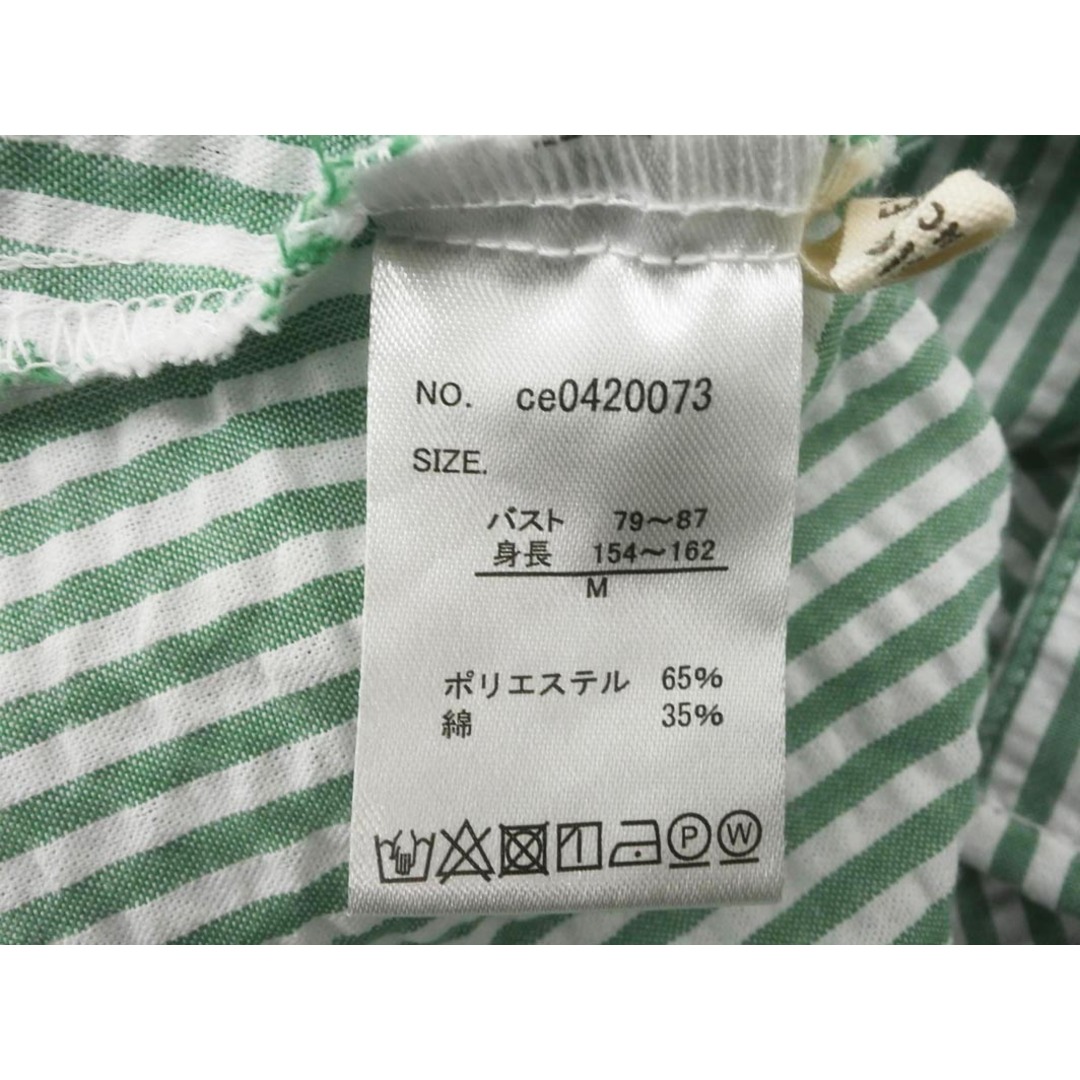 NO. ce0420073
SIZE.
バスト 79～87
身長 154～162
M
ポリエステル 65%
綿 35%
P W